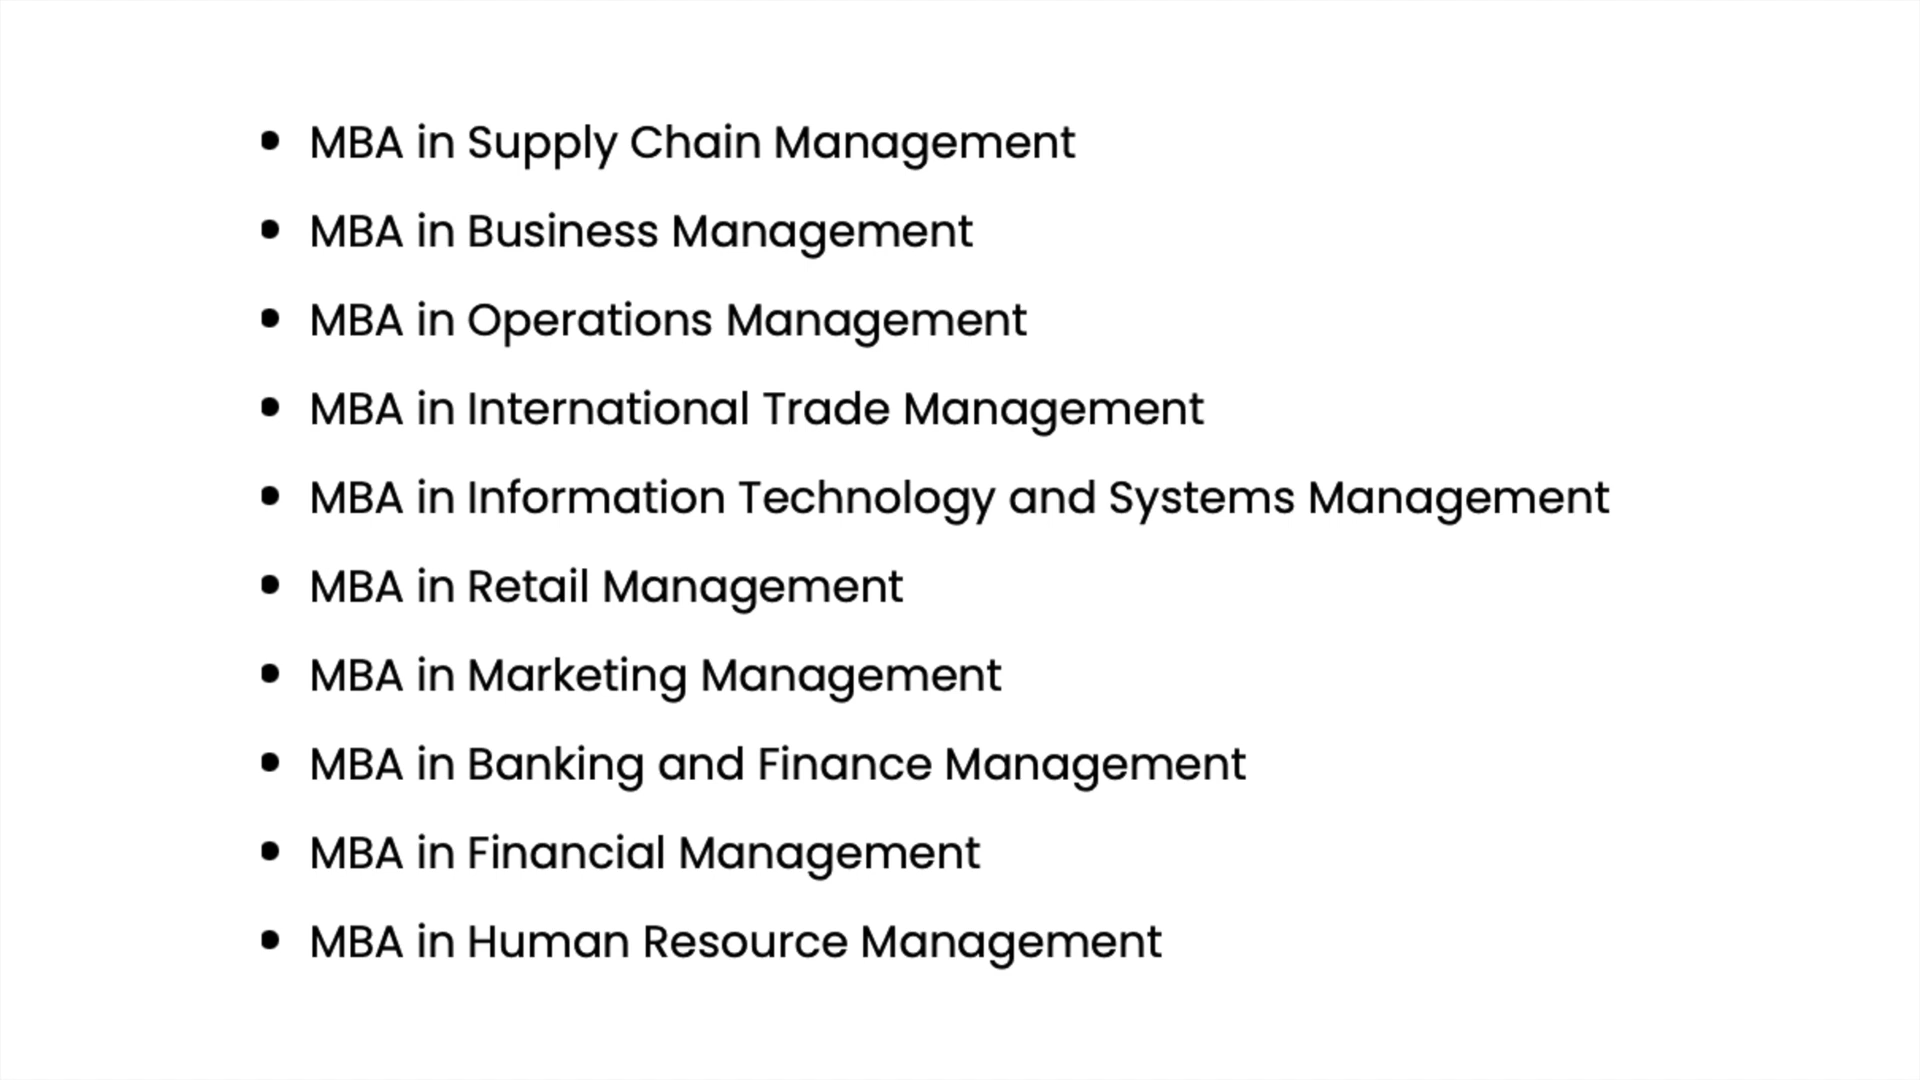 • MBA in Supply Chain Management
• MBA in Business Management
• MBA in Operations Management
• MBA in International Trade Management
• MBA in Information Technology and Systems Management
• MBA in Retail Management
• MBA in Marketing Management
• MBA in Banking and Finance Management
• MBA in Financial Management
• MBA in Human Resource Management